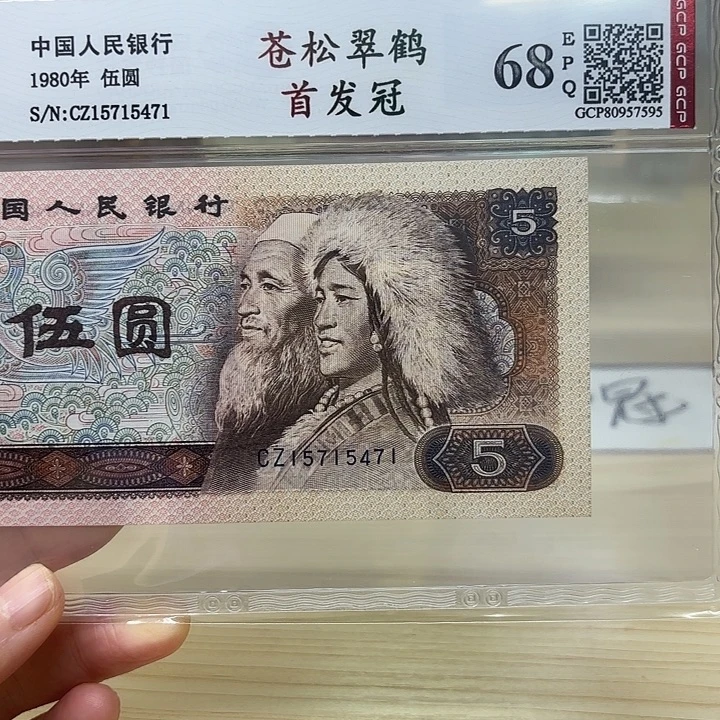 中国人民银行
1980年 伍圆
S/N:CZ15715471
苍松翠鹤
首发冠
68
EPQ
GCP80957595
GCP GCP GCP
国人民银行
5
伍圆
CZ15715471
5
冠